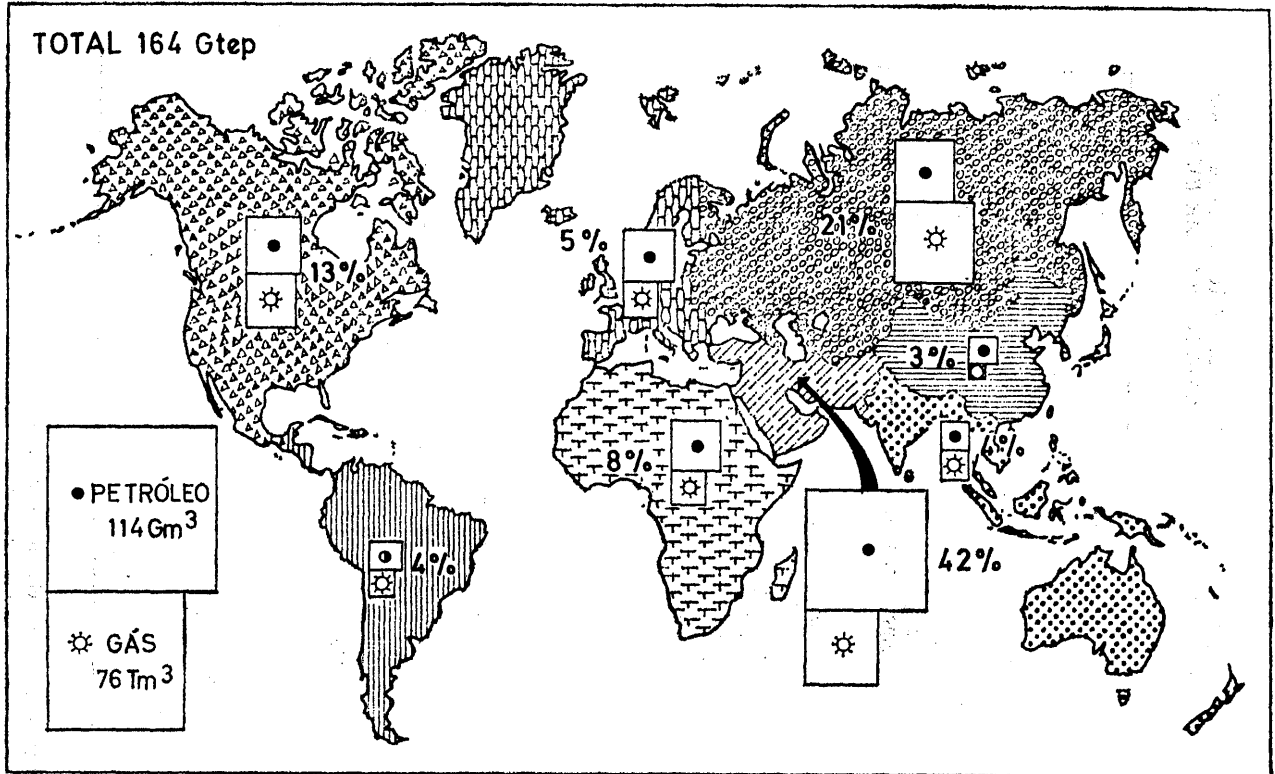 TOTAL 164 Gtep
5%
21%
13%
3%
8%
4%
42%
● PETRÓLEO
114 Gm³
☼ GÁS
76 Tm³